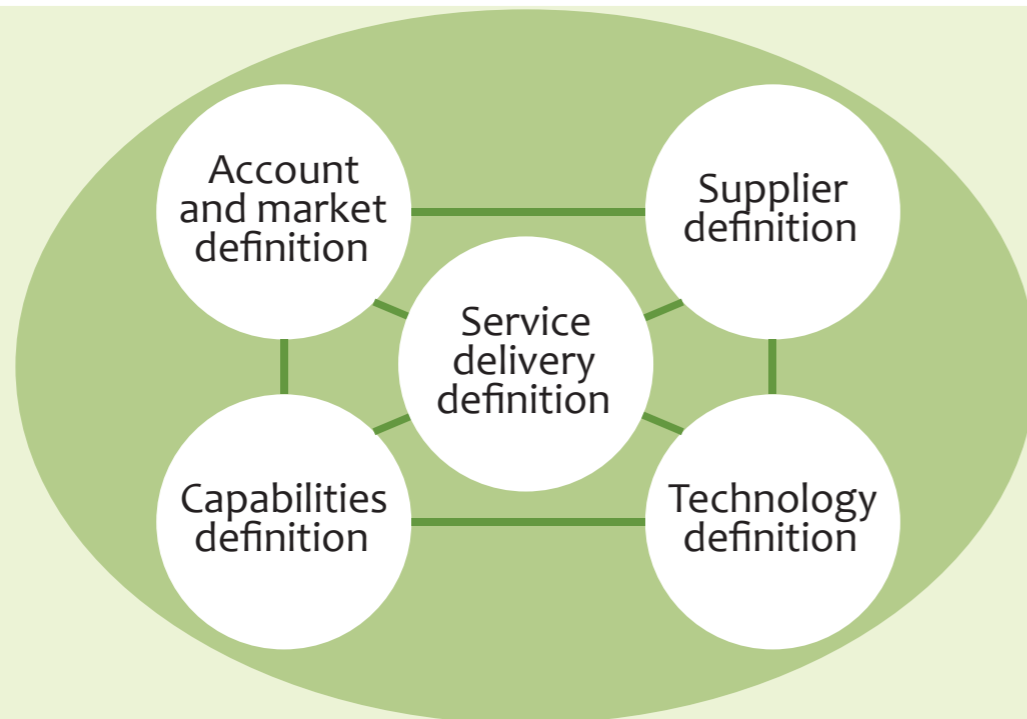 Account
and market
definition
Supplier
definition
Service
delivery
definition
Capabilities
definition
Technology
definition